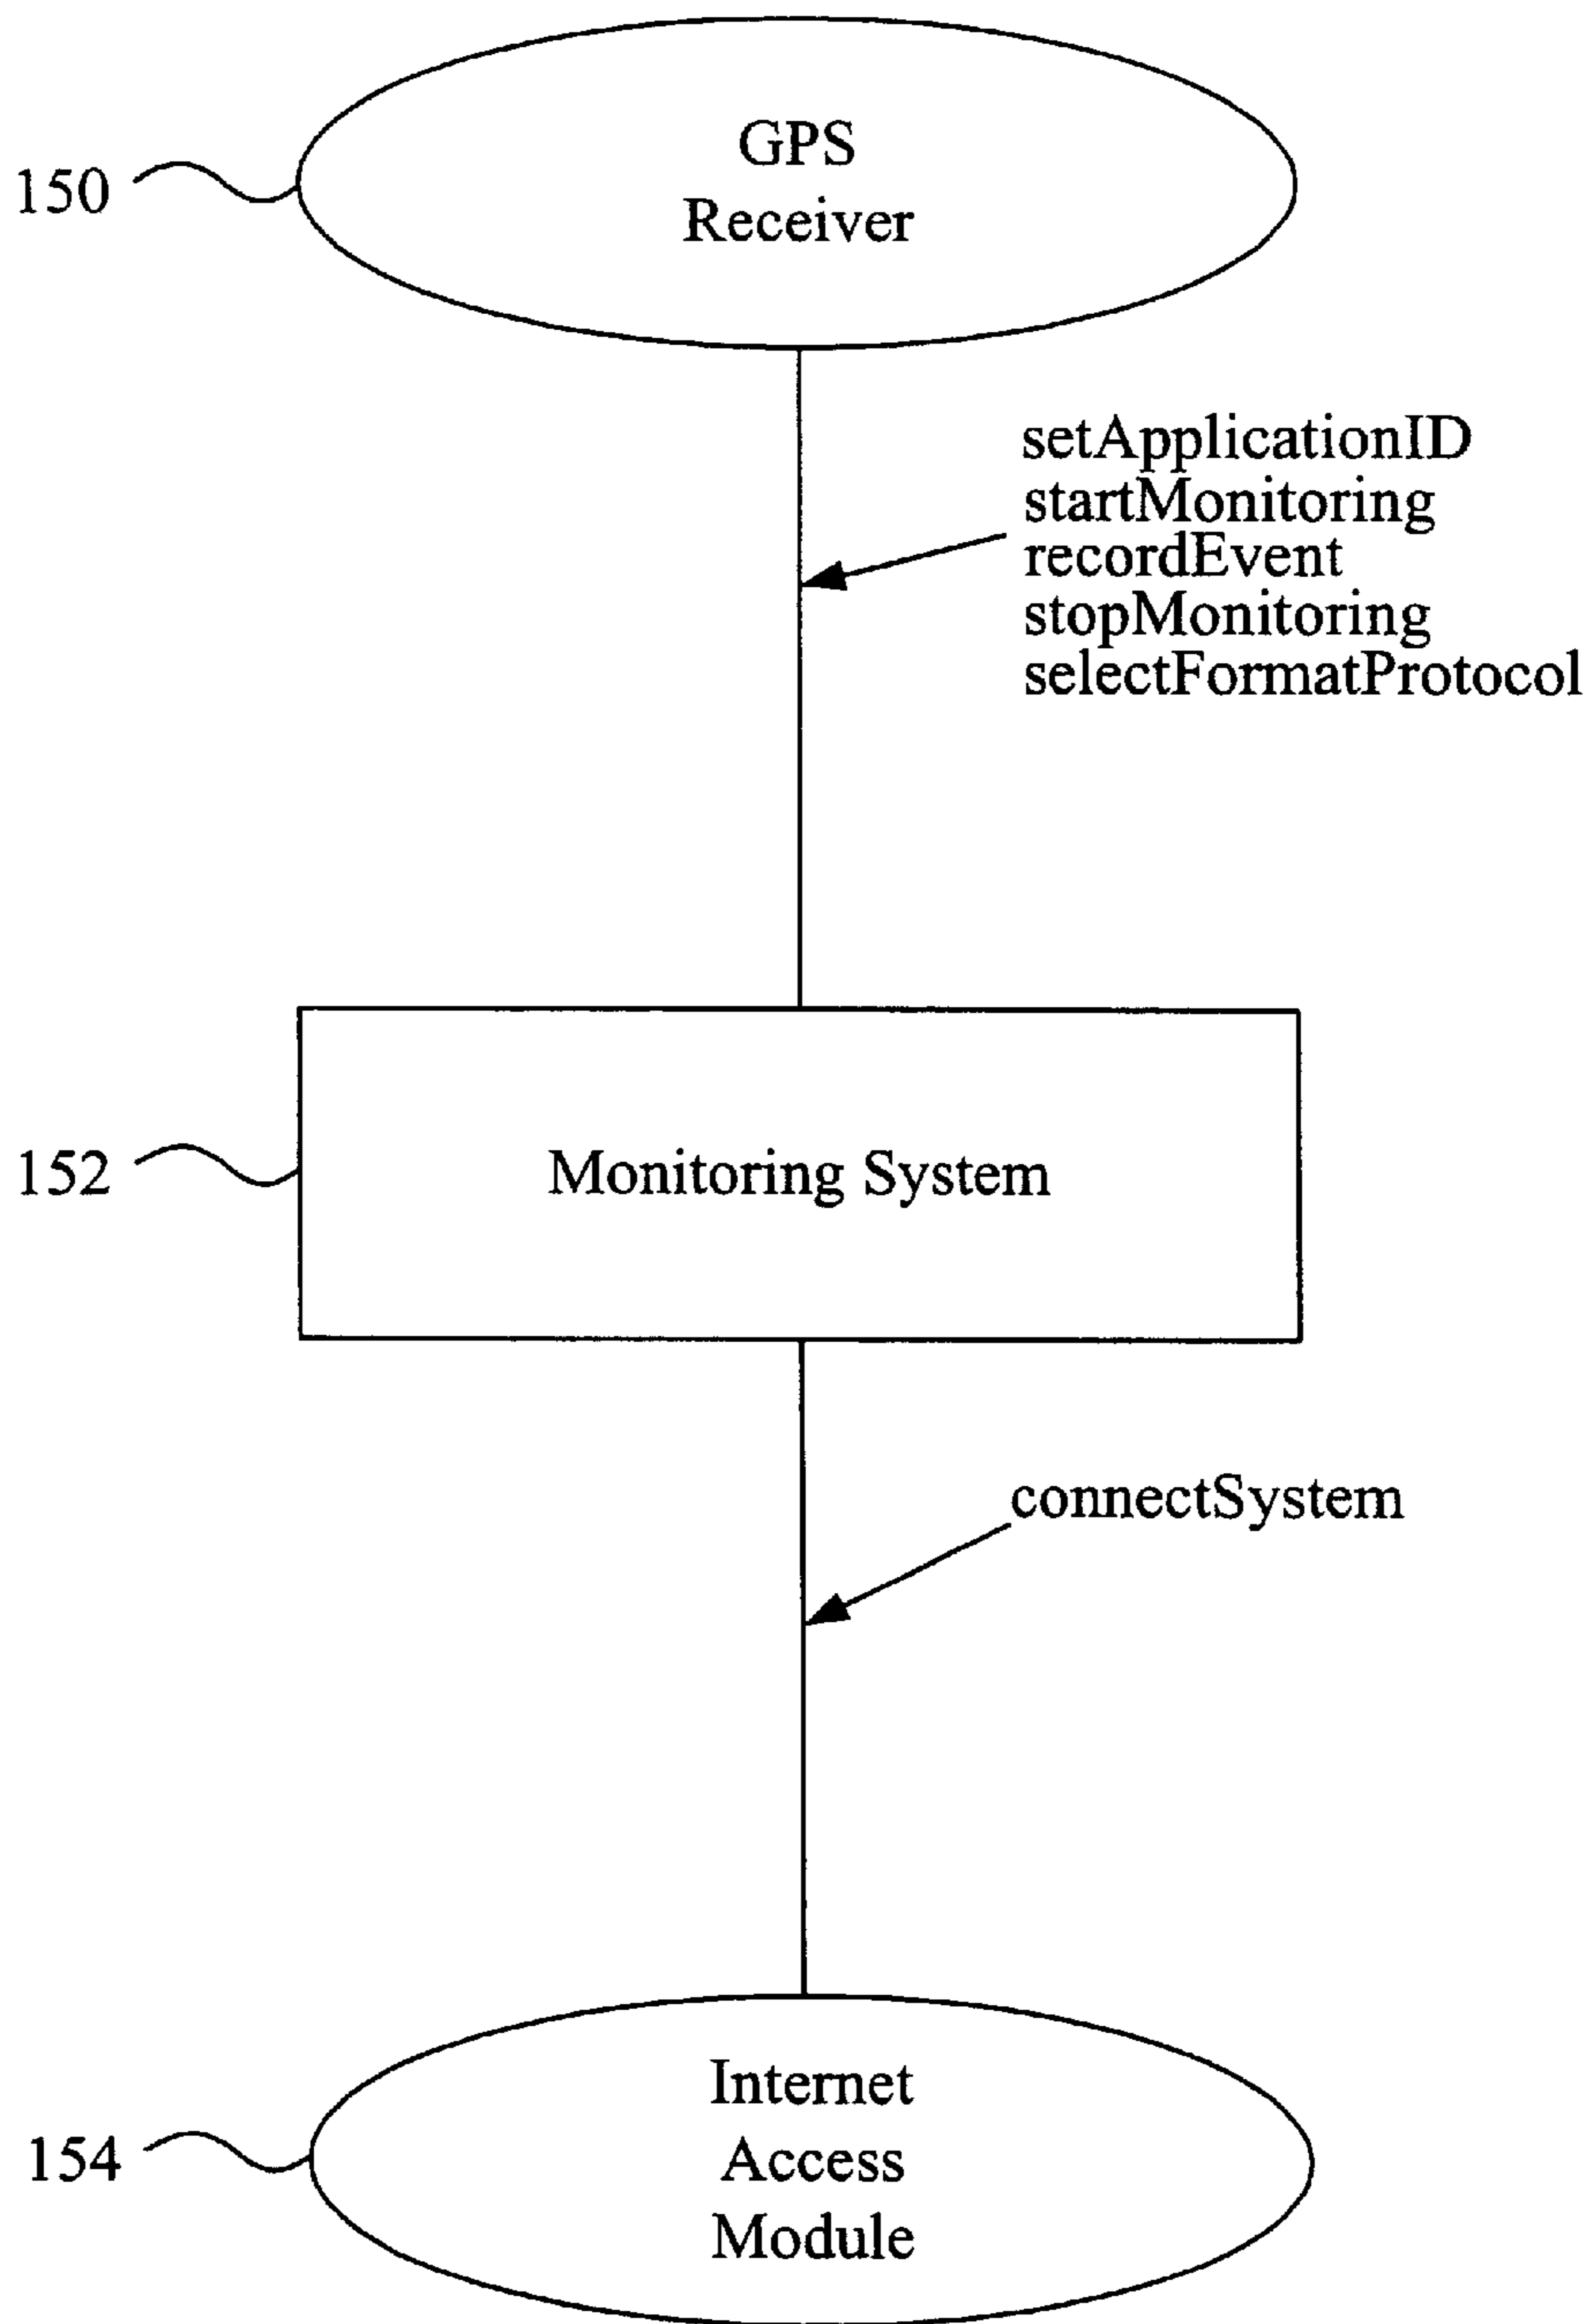 GPS
Receiver
150
setApplicationID
startMonitoring
recordEvent
stopMonitoring
selectFormatProtocol
152
Monitoring System
connectSystem
Internet
Access
Module
154